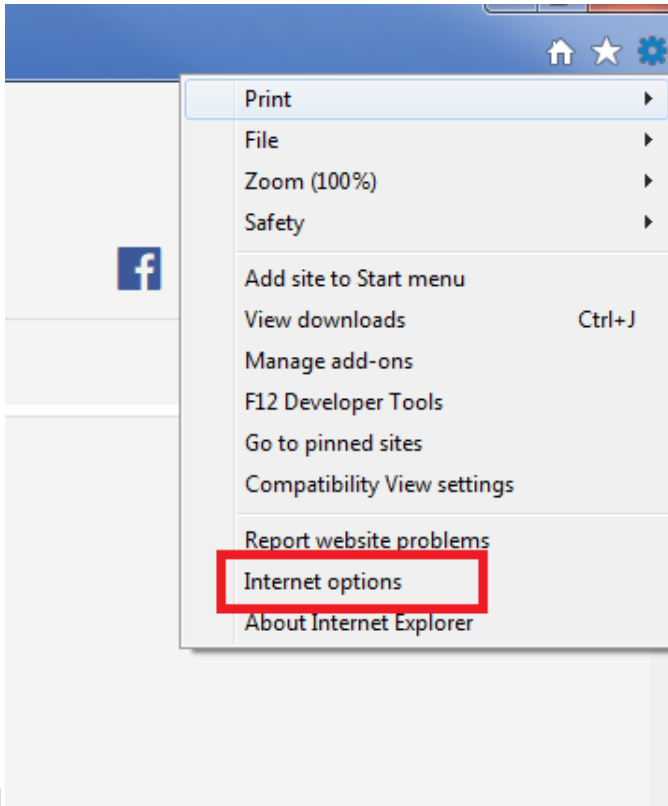 Print
File
Zoom (100%)
Safety
f
Add site to Start menu
View downloads Ctrl+J
Manage add-ons
F12 Developer Tools
Go to pinned sites
Compatibility View settings
Report website problems
Internet options
About Internet Explorer